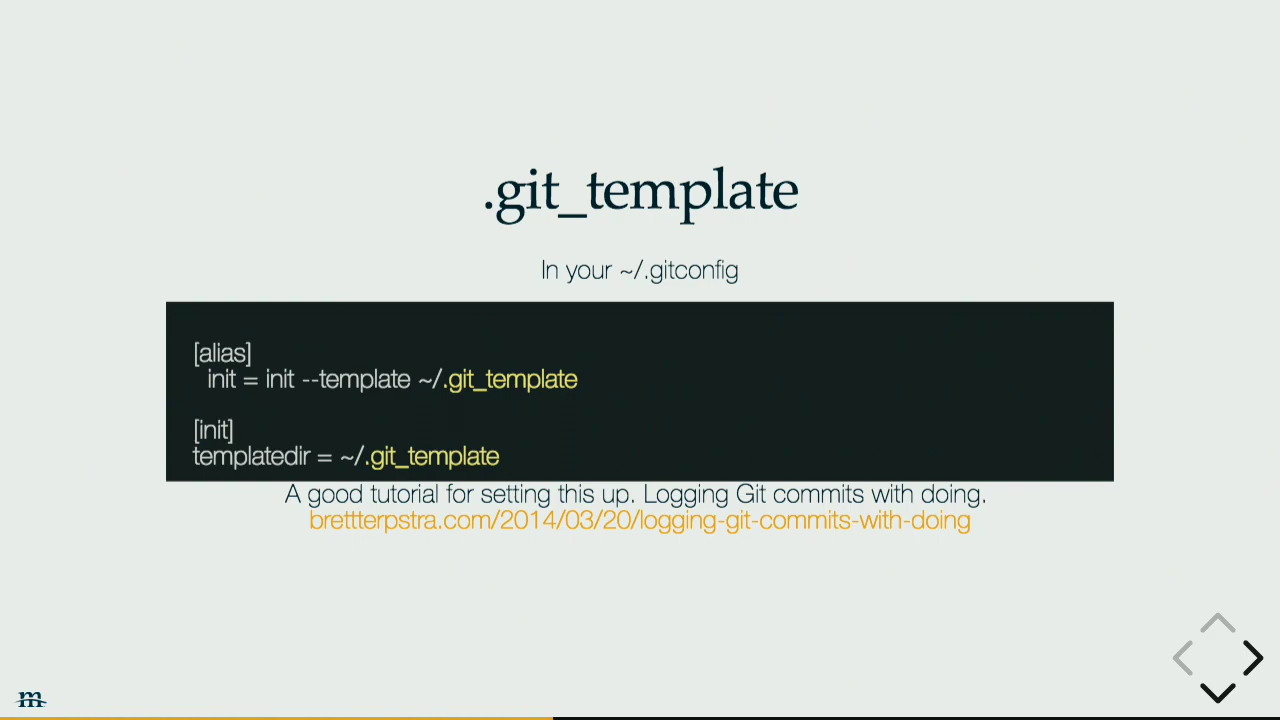 .git_template
In your ~/.gitconfig
[alias]
init = init --template ~/.git_template
[init]
templatedir = ~/.git_template
A good tutorial for setting this up. Logging Git commits with doing.
brettterpstra.com/2014/03/20/logging-git-commits-with-doing
m